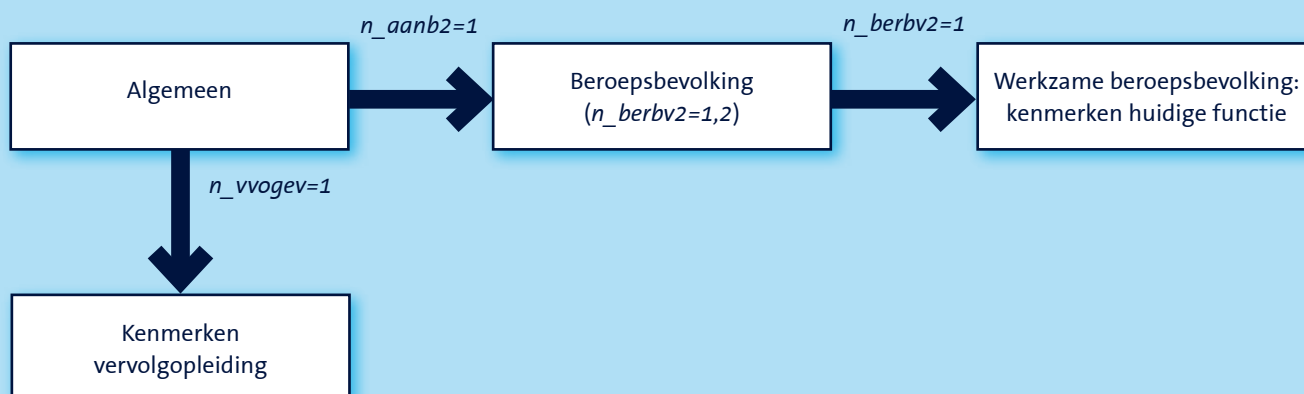 n_aanb2=1
n_berbv2=1
Algemeen
Beroepsbevolking
(n_berbv2=1,2)
Werkzame beroepsbevolking:
kenmerken huidige functie
n_vvogev=1
Kenmerken
vervolgopleiding